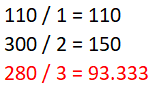 110 / 1 = 110
300 / 2 = 150
280 / 3 = 93.333